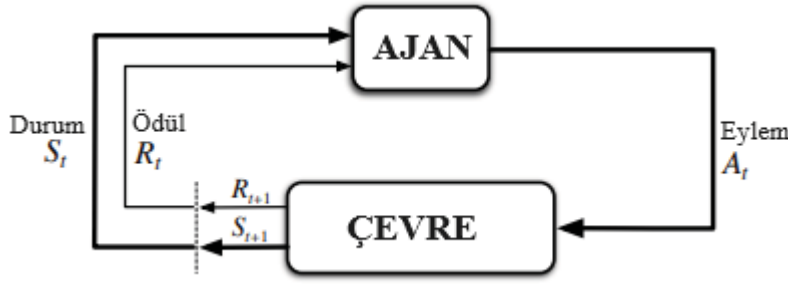 AJAN
Durum
S_t
Ödül
R_t
Eylem
A_t
R_{t+1}
S_{t+1}
ÇEVRE